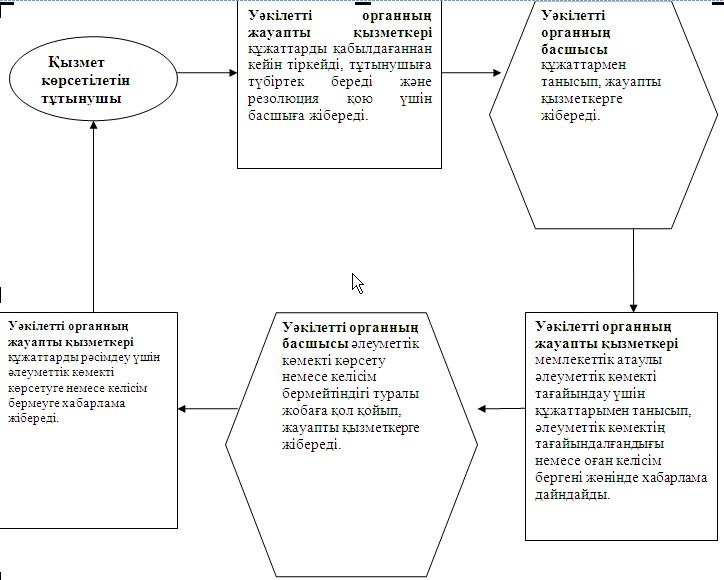 Қызмет
көрсетілетін
тұтынушы
Уәкілетті органның
жауапты қызметкері
құжаттарды қабылдағаннан
кейін тіркейді, тұтынушыға
түбіртек береді және
резолюция қою үшін
басшыға жібереді.
Уәкілетті
органның
басшысы
құжаттармен
танысып, жауапты
қызметкерге
жібереді.
Уәкілетті органның
жауапты қызметкері
мемлекеттік атаулы
әлеуметтік көмекті
тағайындау үшін
құжаттарымен танысып,
әлеуметтік көмектің
тағайындалғандығы
немесе оған келісім
бергені жөнінде хабарлама
дайндайды.
Уәкілетті органның
басшысы әлеуметтік
көмекті көрсету
немесе келісім
бермейтіндігі туралы
жобаға қол қойып,
жауапты қызметкерге
жібереді.
Уәкілетті органның
жауапты қызметкері
құжаттарды рәсімдеу үшін
әлеуметтік көмекті
көрсетуге немесе келісім
бермеуге хабарлама
жібереді.